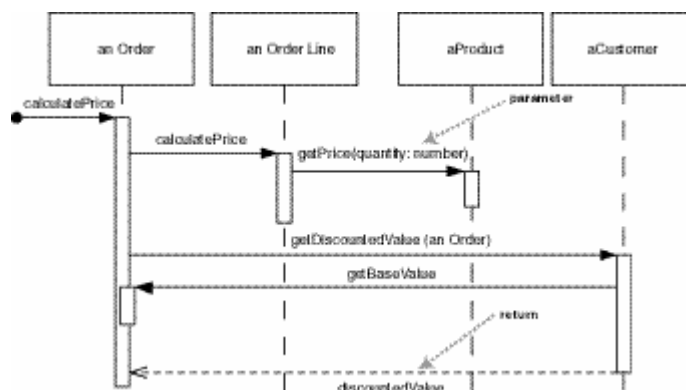 an Order
an Order Line
aProduct
aCustomer
calculatePrice
parameter
calculatePrice
getPrice(quantity: number)
getDiscountedValue (an Order)
getBaseValue
return
discountedValue